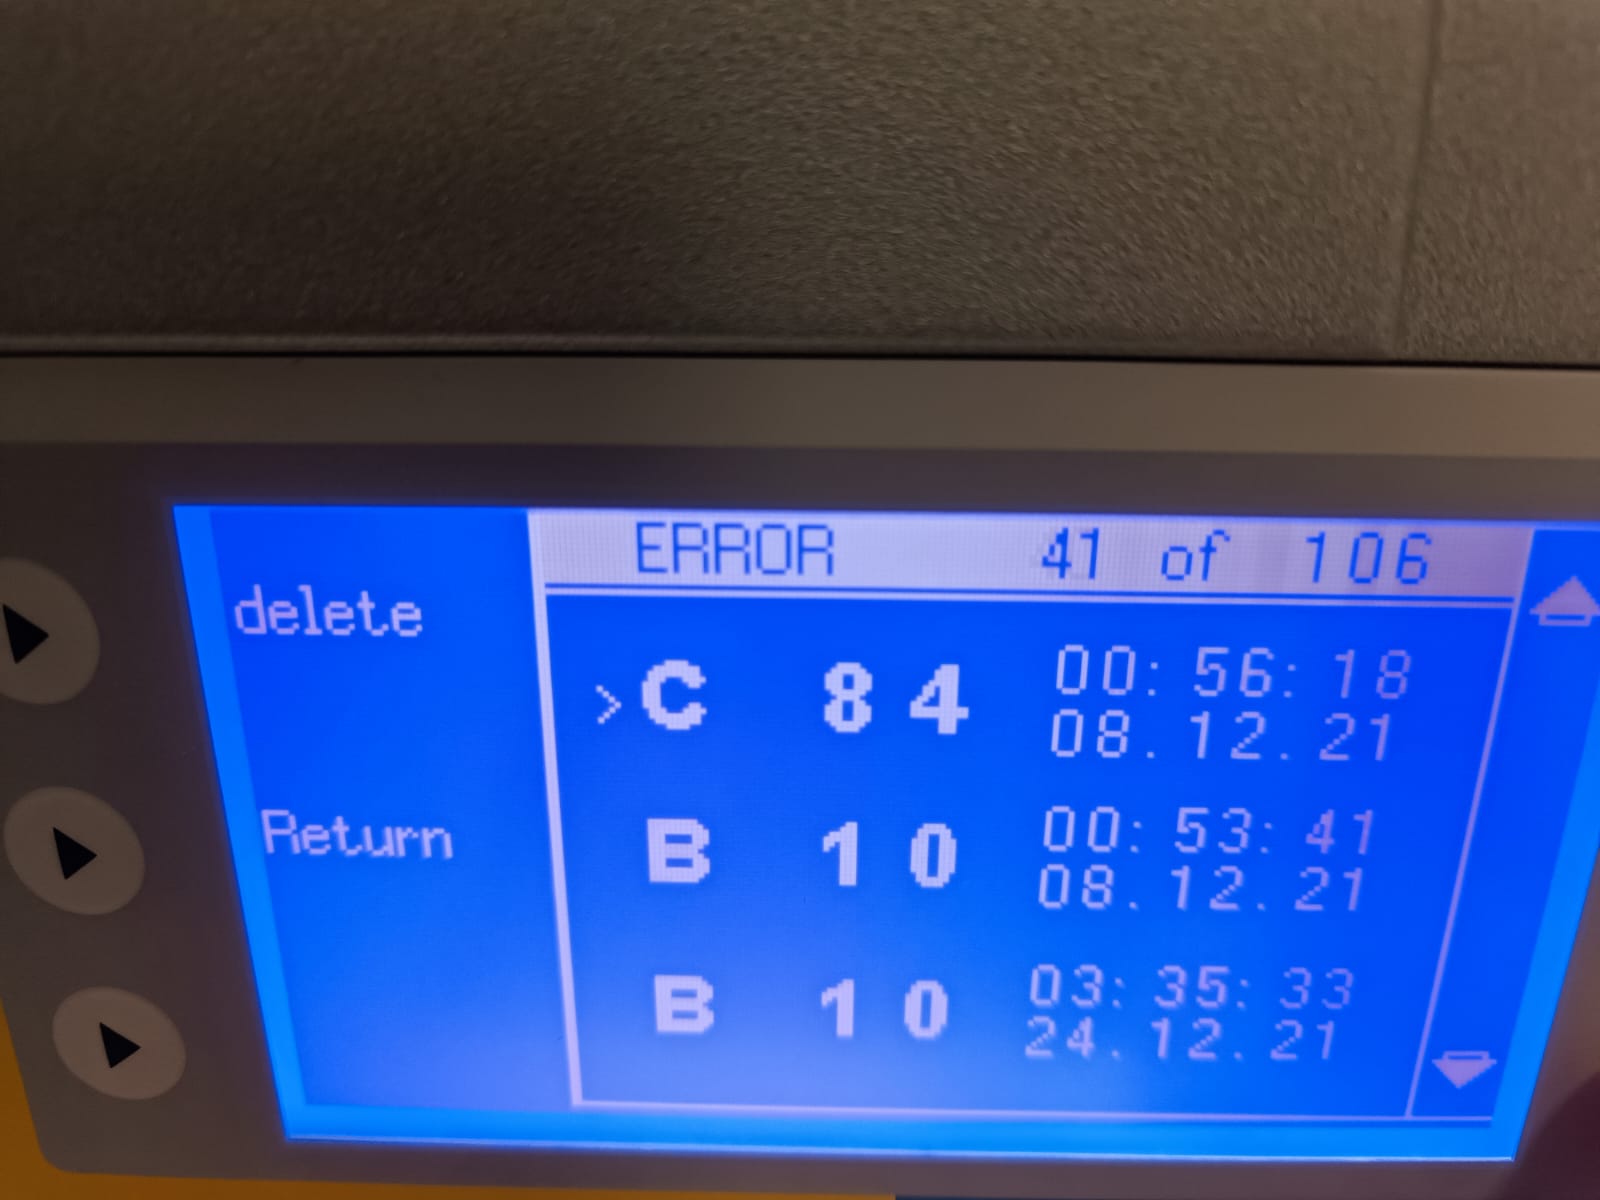 ERROR 41 of 106
delete
>C 84 00:56:18
08.12.21
Return
B 10 00:53:41
08.12.21
B 10 03:35:33
24.12.21